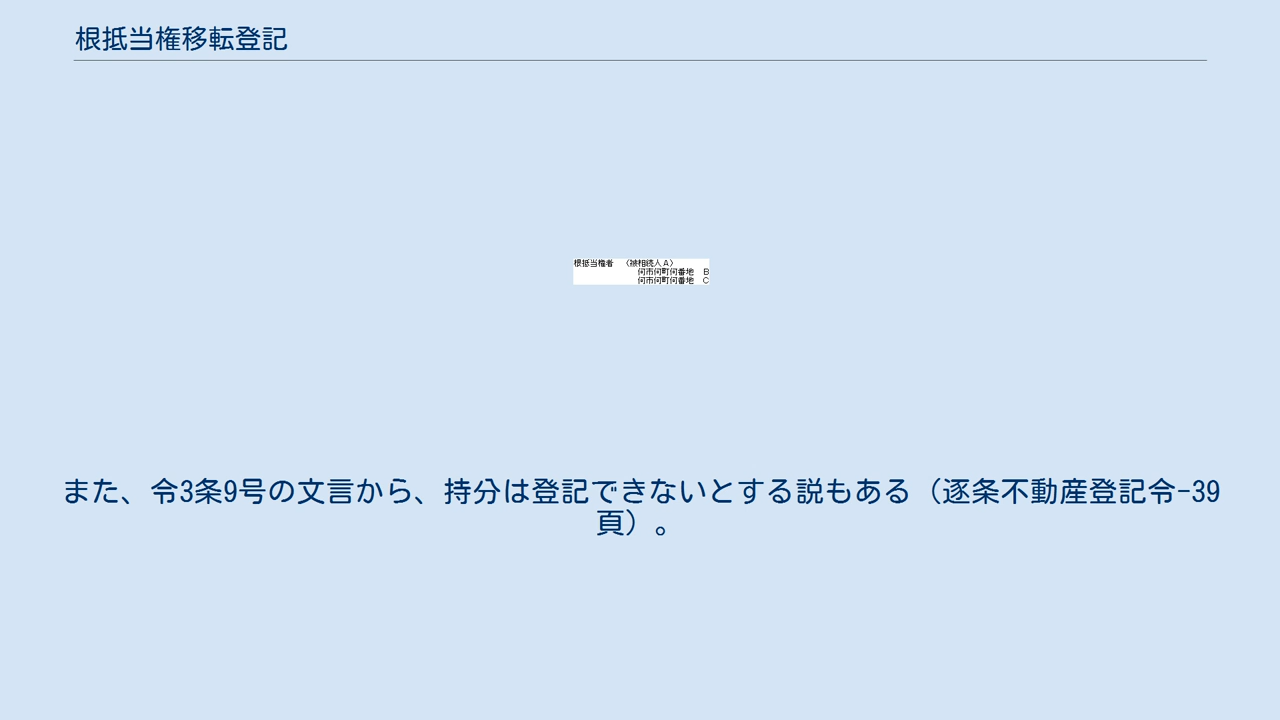 根抵当権移転登記
根抵当権者　（被相続人Ａ）
何市何町何番地　Ｂ
何市何町何番地　Ｃ
また、令3条9号の文言から、持分は登記できないとする説もある（逐条不動産登記令-39
頁）。